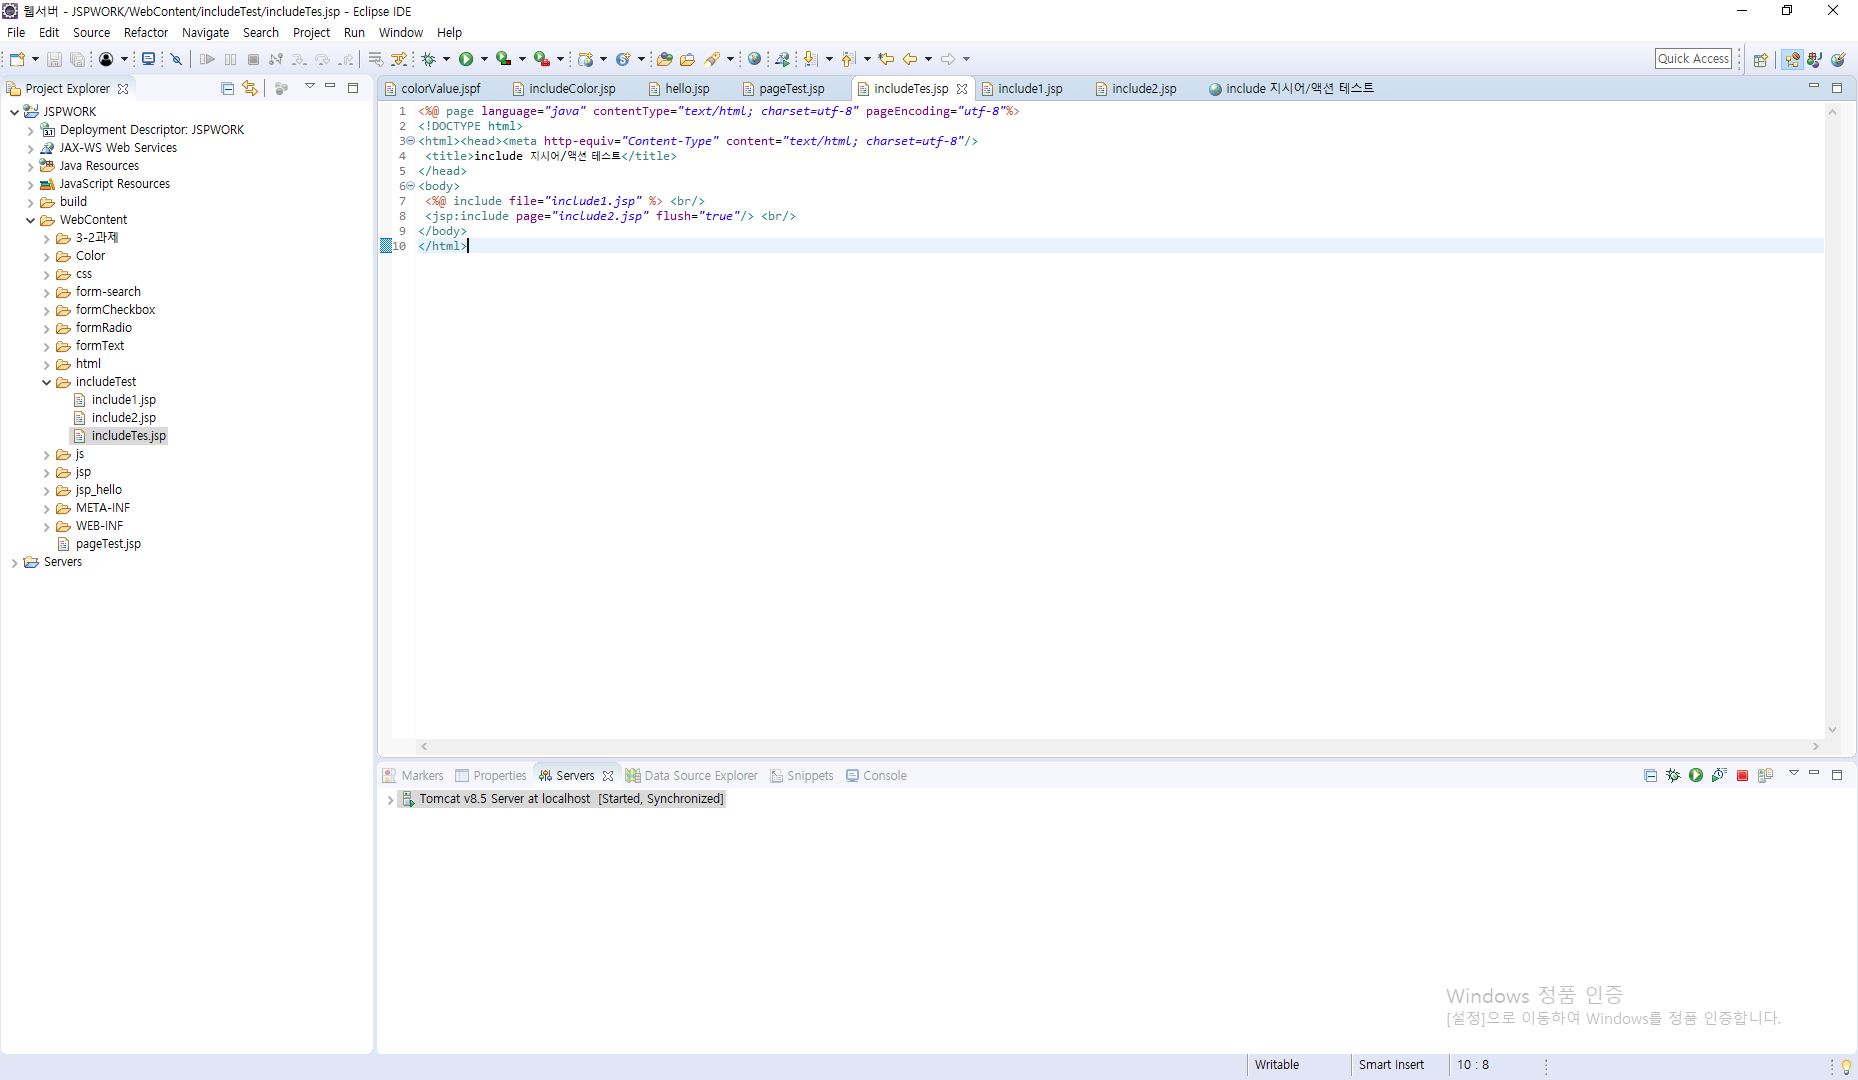 웹서버 - JSPWORK/WebContent/includeTest/includeTes.jsp - Eclipse IDE
File Edit Source Refactor Navigate Search Project Run Window Help
Quick Access
Project Explorer
JSPWORK
Deployment Descriptor: JSPWORK
JAX-WS Web Services
Java Resources
JavaScript Resources
build
WebContent
3-2과제
Color
css
form-search
formCheckbox
formRadio
formText
html
includeTest
include1.jsp
include2.jsp
includeTes.jsp
js
jsp
jsp_hello
META-INF
WEB-INF
pageTest.jsp
Servers
colorValue.jspf includeColor.jsp hello.jsp pageTest.jsp includeTes.jsp include1.jsp include2.jsp include 지시어/액션 테스트
1 <%@ page language="java" contentType="text/html; charset=utf-8" pageEncoding="utf-8"%>
2 <!DOCTYPE html>
3 <html><head><meta http-equiv="Content-Type" content="text/html; charset=utf-8"/>
4 <title>include 지시어/액션 테스트</title>
5 </head>
6 <body>
7 <%@ include file="include1.jsp" %> <br/>
8 <jsp:include page="include2.jsp" flush="true"/> <br/>
9 </body>
10 </html>
Markers Properties Servers Data Source Explorer Snippets Console
Tomcat v8.5 Server at localhost [Started, Synchronized]
Windows 정품 인증
[설정]으로 이동하여 Windows를 정품 인증합니다.
Writable Smart Insert 10 : 8